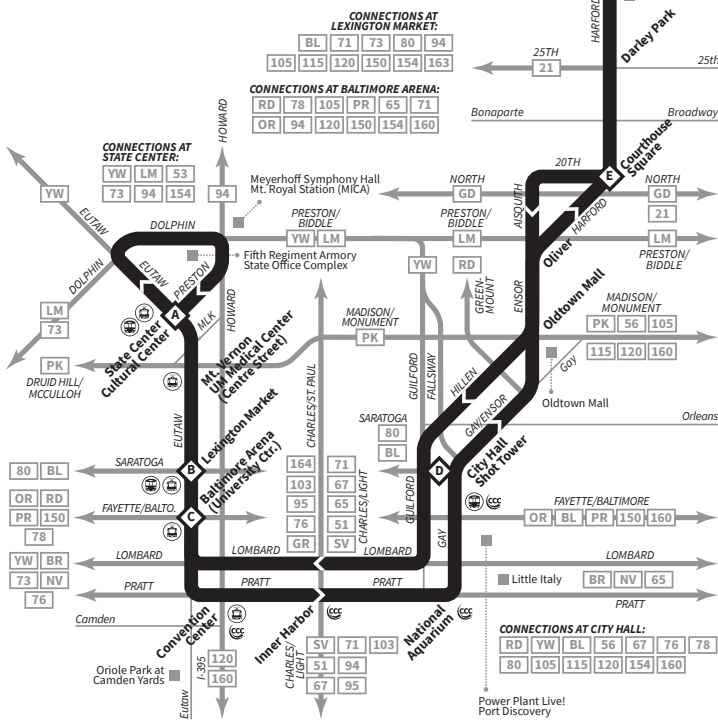 CONNECTIONS AT
LEXINGTON MARKET:
BL 71 73 80 94
105 115 120 150 154 163
CONNECTIONS AT BALTIMORE ARENA:
RD 78 105 PR 65 71
OR 94 120 150 154 160
CONNECTIONS AT
STATE CENTER:
YW LM 53
73 94 154
HOWARD
94
HARFORD
Darley Park
25TH
21
25th
Bonaparte
Broadway
20TH
E
Courthouse
Square
NORTH
GD
NORTH
GD
21
AISQUITH
HARFORD
Oliver
Meyerhoff Symphony Hall
Mt. Royal Station (MICA)
YW
EUTAW
DOLPHIN
DOLPHIN
EUTAW
PRESTON
Fifth Regiment Armory
State Office Complex
PRESTON/
BIDDLE
YW LM
PRESTON/
BIDDLE
LM
LM
PRESTON/
BIDDLE
YW
RD
GREEN-
MOUNT
ENSOR
Oldtown Mall
MADISON/
MONUMENT
PK 56 105
115 120 160
LM
73
A
State Center
Cultural Center
MLK
HOWARD
Mt. Vernon
UM Medical Center
(Centre Street)
MADISON/
MONUMENT
PK
PK
DRUID HILL/
MCCULLOH
GUILFORD
FALLSWAY
HILLEN
GAY/ENSOR
Gay
Oldtown Mall
Orleans
CHARLES/ST. PAUL
EUTAW
Lexington Market
SARATOGA
80
BL
80 BL
SARATOGA
B
Baltimore Arena
(University Ctr.)
164 71
103 67
95 65
76 51
GR SV
CHARLES/LIGHT
D
City Hall
Shot Tower
GUILFORD
GAY
OR RD
PR 150
78
FAYETTE/BALTO.
C
FAYETTE/BALTIMORE
OR BL PR 150 160
YW BR
73 NV
76
LOMBARD
LOMBARD
LOMBARD
LOMBARD
PRATT
PRATT
PRATT
PRATT
Little Italy
BR NV 65
Camden
Convention
Center
Inner Harbor
National
Aquarium
CONNECTIONS AT CITY HALL:
RD YW BL 56 67 76 78
80 105 115 120 154 160
Oriole Park at
Camden Yards
Eutaw
I-395
120
160
CHARLES/
LIGHT
SV 71 103
51 94
67 95
Power Plant Live!
Port Discovery